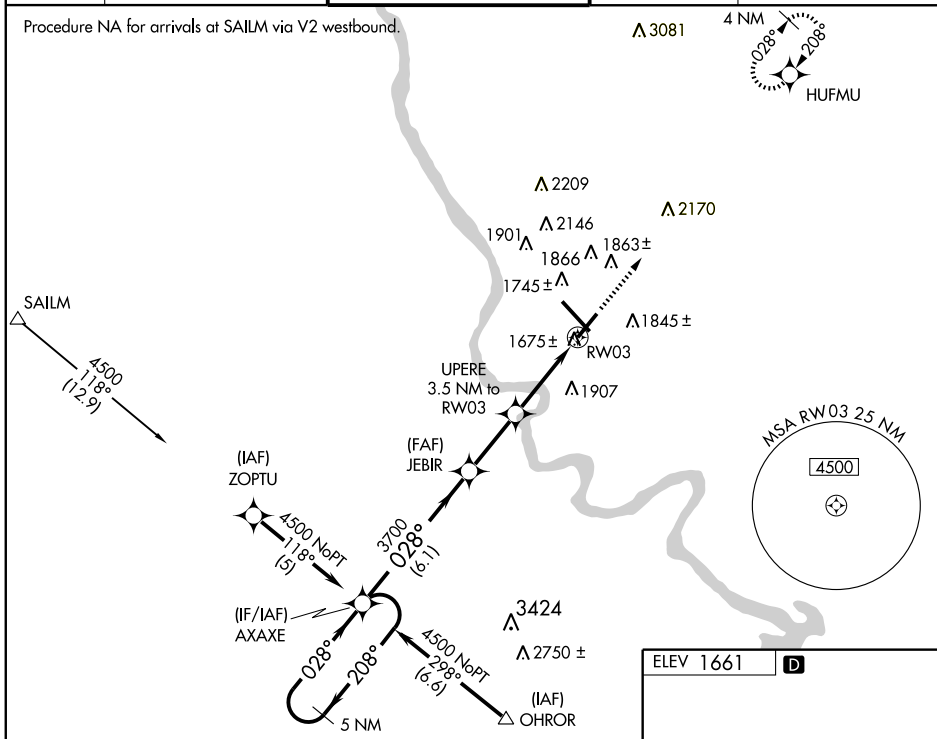 Procedure NA for arrivals at SAILM via V2 westbound.
3081
4 NM
028°
208°
HUFMU
2209
2170
2146
1901
1863 ±
1866
1745 ±
SAILM
1845 ±
1675 ±
RW03
4500
118°
(12.9)
UPERE
3.5 NM to
RW03
1907
MSA RW03 25 NM
4500
(FAF)
JEBIR
(IAF)
ZOPTU
4500 NoPT
118°
(5)
3700
028°
(6.1)
(IF/IAF)
AXAXE
3424
2750 ±
028°
208°
4500 NoPT
298°
(6.6)
(IAF)
OHROR
5 NM
ELEV 1661 D